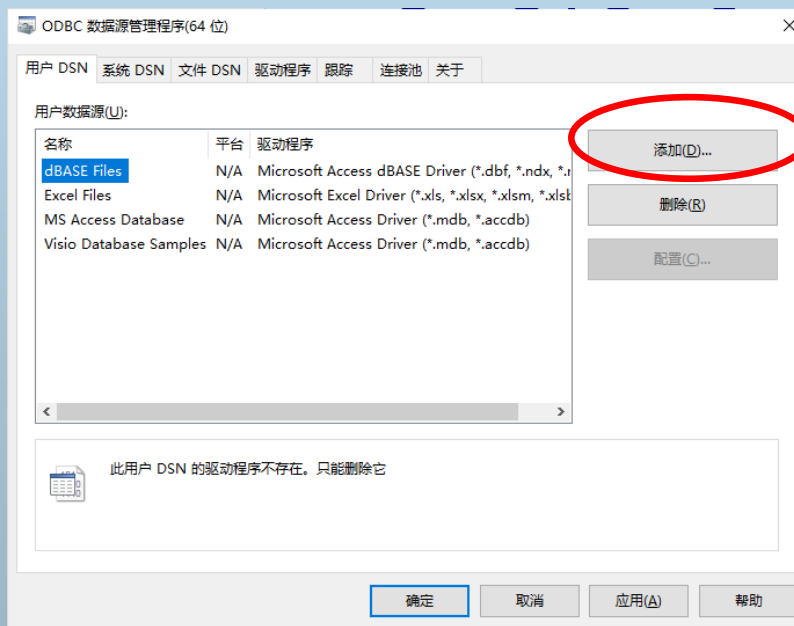 ODBC 数据源管理程序(64 位)
用户 DSN 系统 DSN 文件 DSN 驱动程序 跟踪 连接池 关于
用户数据源(U):
名称 平台 驱动程序
添加(D)...
dBASE Files N/A Microsoft Access dBASE Driver (*.dbf, *.ndx,
Excel Files N/A Microsoft Excel Driver (*.xls, *.xlsx, *.xlsm,
删除(R)
MS Access Database N/A Microsoft Access Driver (*.mdb, *.accdb)
Visio Database Samples N/A Microsoft Access Driver (*.mdb, *.accdb)
配置(C)...
此用户 DSN 的驱动程序不存在。只能删除它
确定 取消 应用(A) 帮助